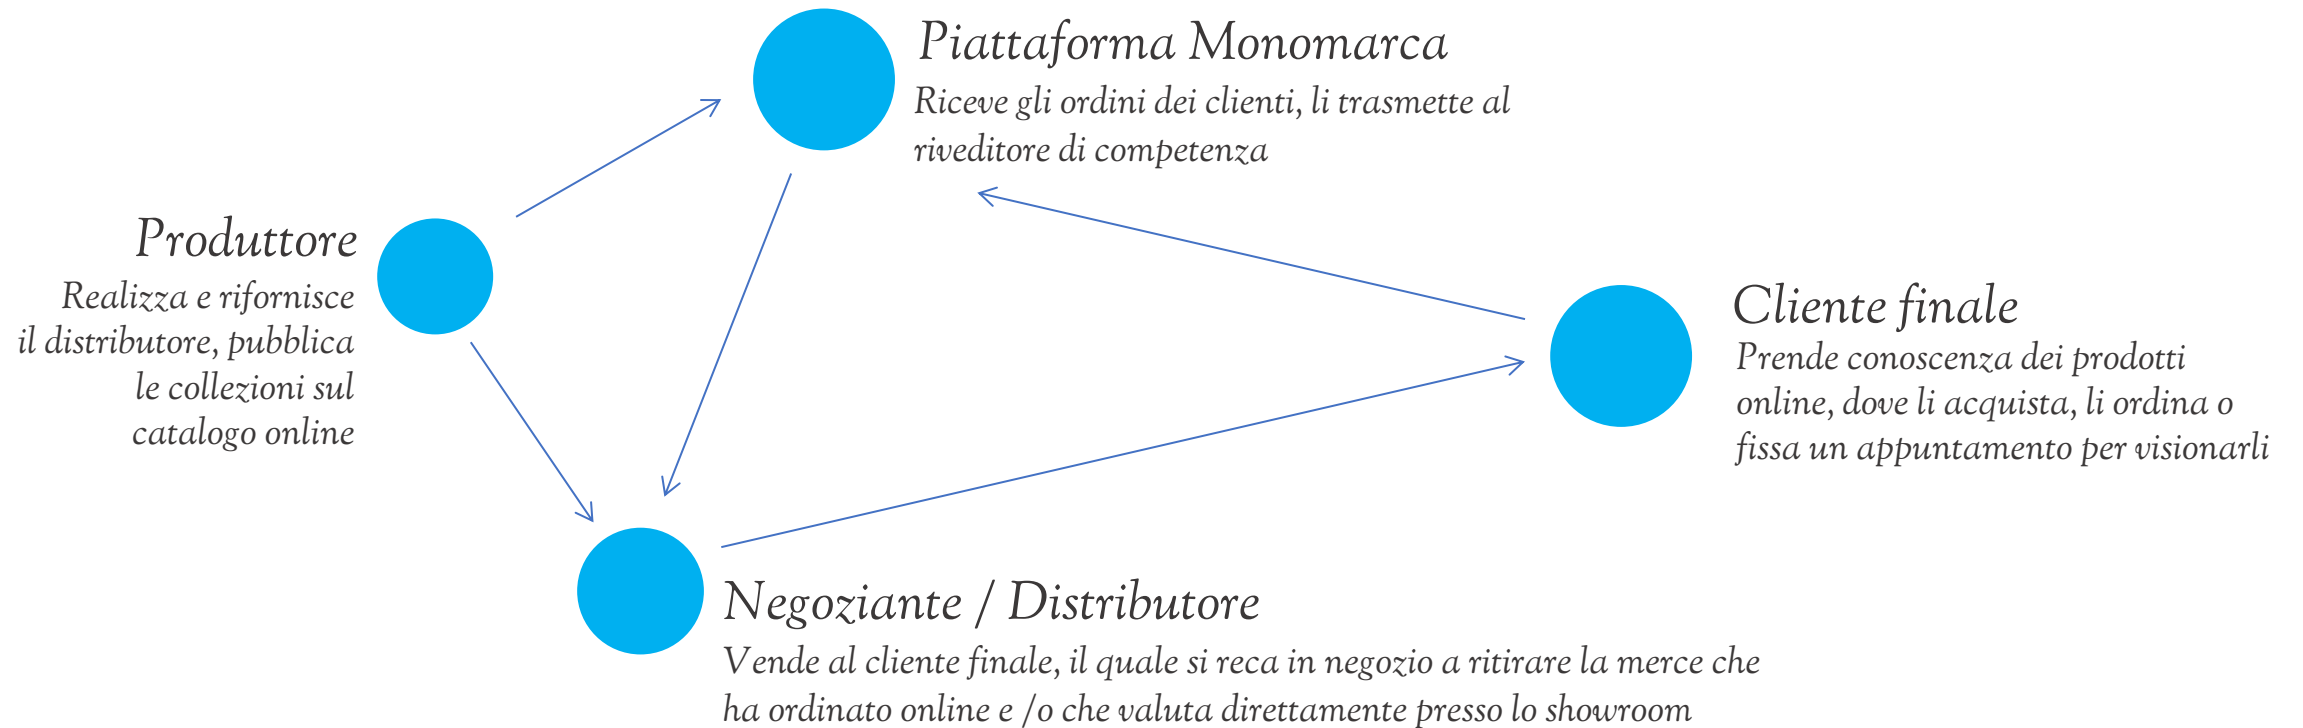 Piattaforma Monomarca
Riceve gli ordini dei clienti, li trasmette al
riveditore di competenza
Produttore
Realizza e rifornisce
il distributore, pubblica
le collezioni sul
catalogo online
Cliente finale
Prende conoscenza dei prodotti
online, dove li acquista, li ordina o
fissa un appuntamento per visionarli
Negoziante / Distributore
Vende al cliente finale, il quale si reca in negozio a ritirare la merce che
ha ordinato online e /o che valuta direttamente presso lo showroom